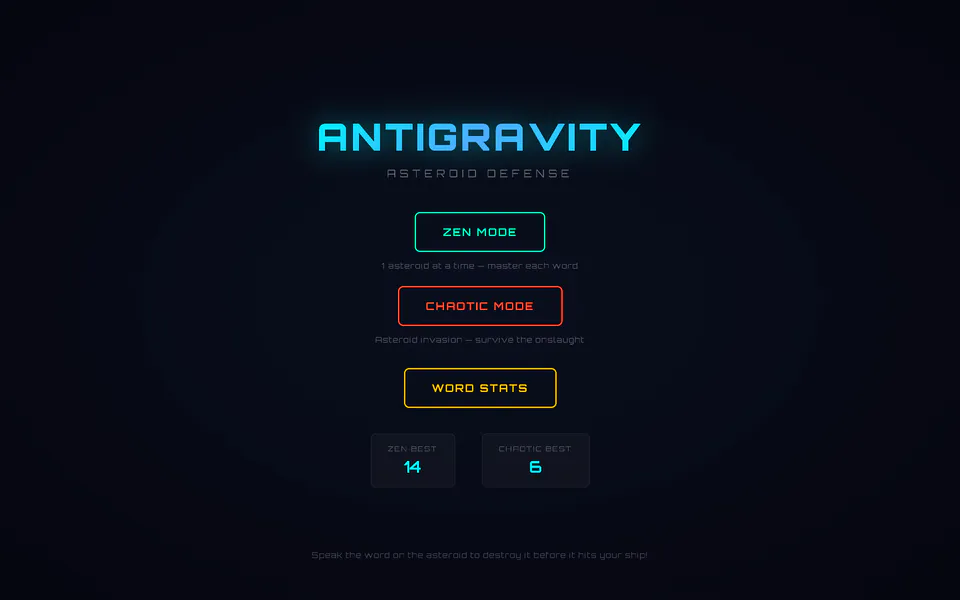 ANTIGRAVITY
ASTEROID DEFENSE
ZEN MODE
1 asteroid at a time — master each word
CHAOTIC MODE
Asteroid invasion — survive the onslaught
WORD STATS
ZEN BEST
14
CHAOTIC BEST
6
Speak the word on the asteroid to destroy it before it hits your ship!